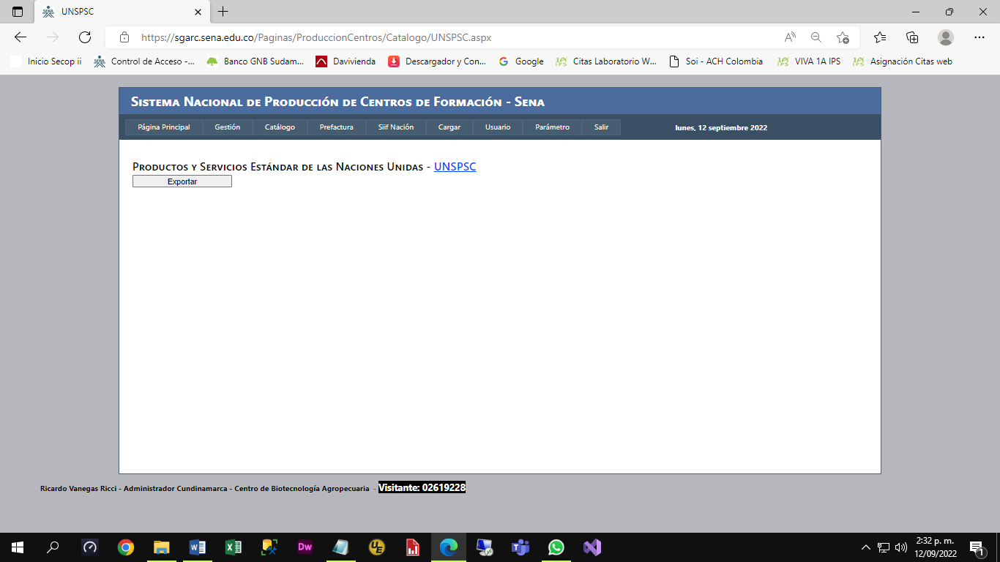 UNSPSC
https://sgarc.sena.edu.co/Paginas/ProduccionCentros/Catalogo/UNSPSC.aspx
Inicio Secop ii Control de Acceso -... Banco GNB Sudam... Davivienda Descargador y Con... Google Citas Laboratorio W... Soi - ACH Colombia VIVA 1A IPS Asignación Citas web
Sistema Nacional de Producción de Centros de Formación - Sena
Página Principal Gestión Catálogo Prefactura Siif Nación Cargar Usuario Parámetro Salir lunes, 12 septiembre 2022
Productos y Servicios Estándar de las Naciones Unidas - UNSPSC
Exportar
Ricardo Vanegas Ricci - Administrador Cundinamarca - Centro de Biotecnología Agropecuaria - Visitante: 02619228
2:32 p. m.
12/09/2022